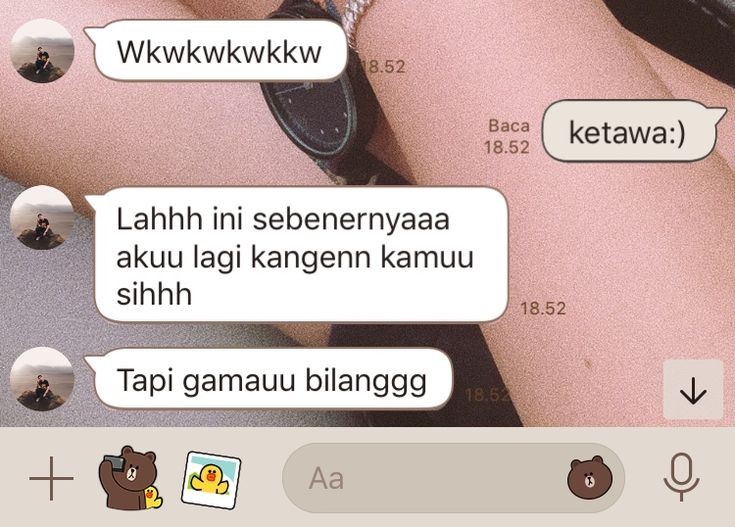 Wkwkwkwkkw
18.52
Baca
18.52
ketawa:)
Lahhh ini sebenernyaaa
akuu lagi kangenn kamuu
sihhh
18.52
Tapi gamauu bilanggg
18.52
Aa